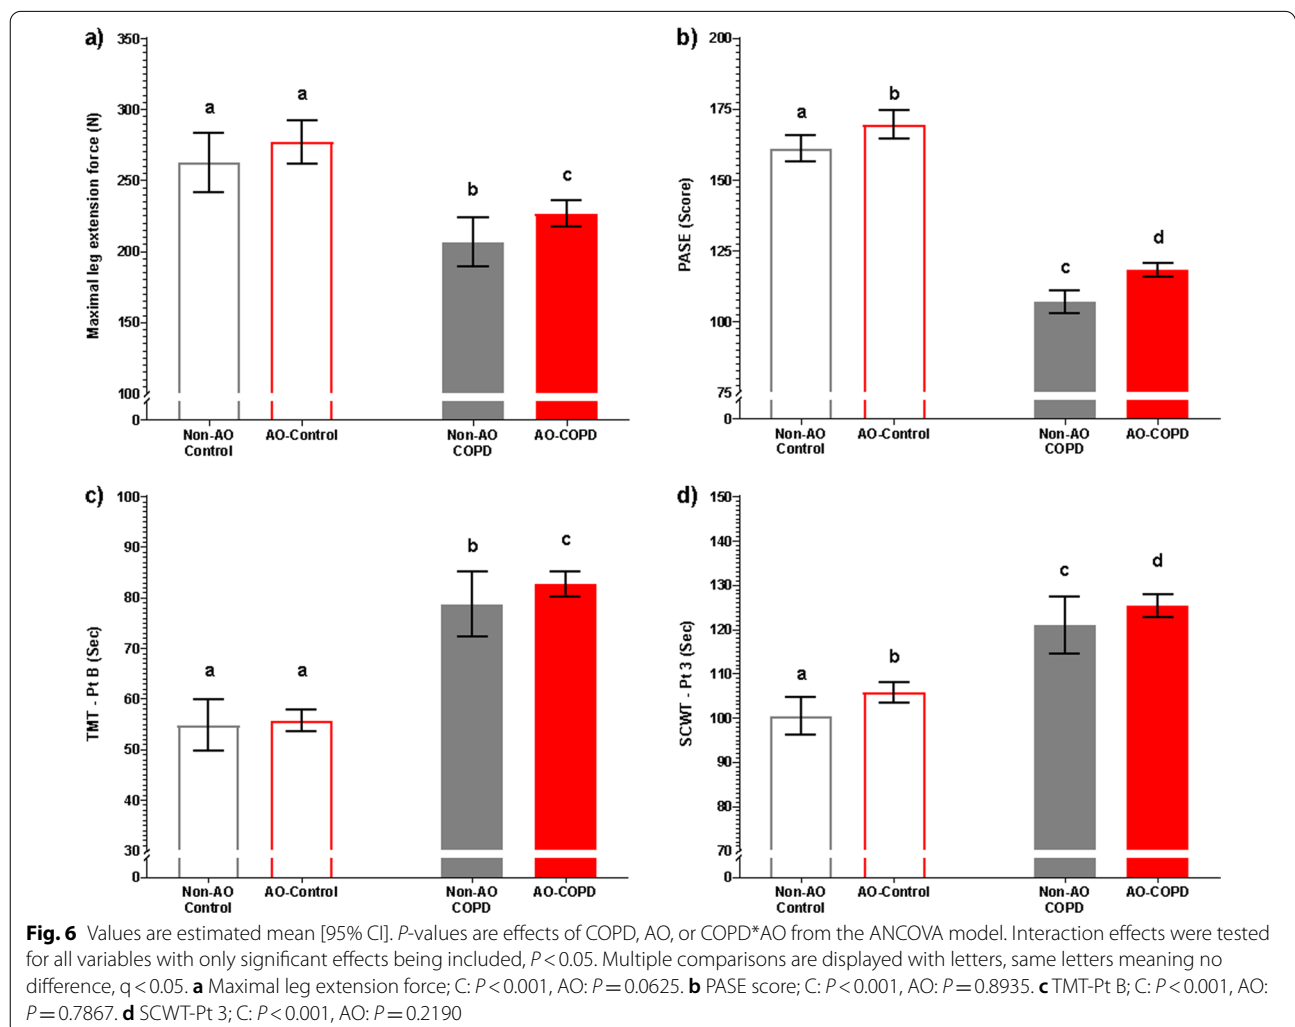 a)
350
300
250
200
150
100
0
Maximal leg extension force (N)
a
a
b
c
Non-AO
Control
AO-Control
Non-AO
COPD
AO-COPD
b)
200
175
150
125
100
75
0
PASE (Score)
a
b
c
d
Non-AO
Control
AO-Control
Non-AO
COPD
AO-COPD
c)
100
90
80
70
60
50
40
30
0
TMT - Pt B (Sec)
a
a
b
c
Non-AO
Control
AO-Control
Non-AO
COPD
AO-COPD
d)
150
140
130
120
110
100
90
80
70
0
SCWT - Pt 3 (Sec)
a
b
c
d
Non-AO
Control
AO-Control
Non-AO
COPD
AO-COPD
Fig. 6 Values are estimated mean [95% CI]. P-values are effects of COPD, AO, or COPD*AO from the ANCOVA model. Interaction effects were tested
for all variables with only significant effects being included, P < 0.05. Multiple comparisons are displayed with letters, same letters meaning no
difference, q < 0.05. a Maximal leg extension force; C: P < 0.001, AO: P = 0.0625. b PASE score; C: P < 0.001, AO: P = 0.8935. c TMT-Pt B; C: P < 0.001, AO:
P = 0.7867. d SCWT-Pt 3; C: P < 0.001, AO: P = 0.2190